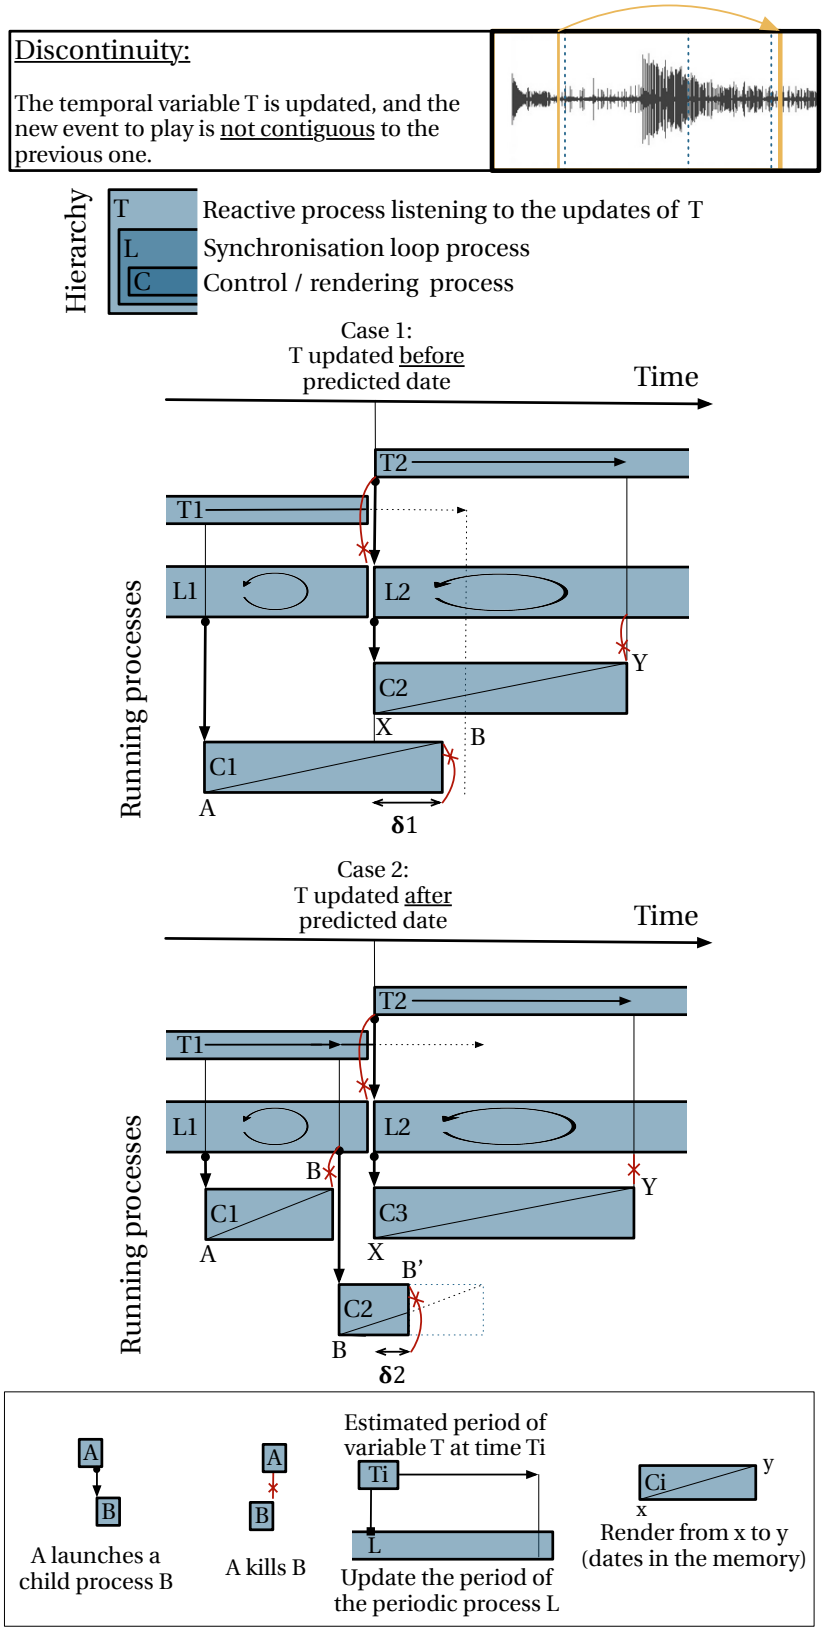 Discontinuity:
The temporal variable T is updated, and the
new event to play is not contiguous to the
previous one.
Hierarchy
T
Reactive process listening to the updates of T
L
Synchronisation loop process
C
Control / rendering process
Case 1:
T updated before
predicted date
Time
T2
T1
Running processes
L1
L2
C2
Y
X
B
C1
A
δ1
Case 2:
T updated after
predicted date
Time
T2
T1
Running processes
L1
L2
B
C1
C3
Y
A
X
B'
C2
B
δ2
A
B
A launches a
child process B
A
B
A kills B
Estimated period of
variable T at time Ti
Ti
L
Update the period of
the periodic process L
y
Ci
x
Render from x to y
(dates in the memory)